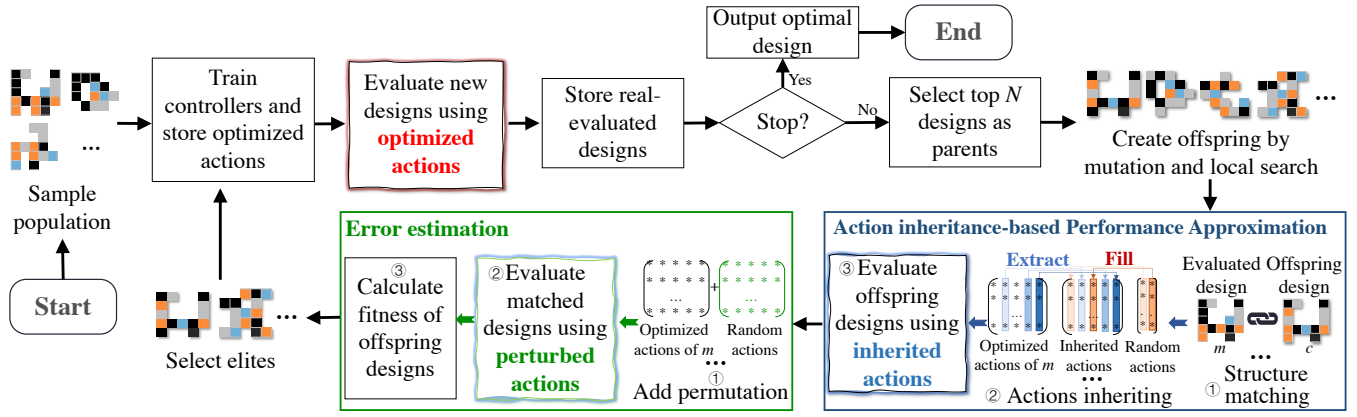 Start
Sample
population
...
Train
controllers and
store optimized
actions
Evaluate new
designs using
optimized
actions
Store real-
evaluated
designs
Stop?
Yes
Output optimal
design
End
No
Select top N
designs as
parents
...
Create offspring by
mutation and local search
Action inheritance-based Performance Approximation
Evaluated
design
Offspring
design
m
c
...
① Structure
matching
Extract
Fill
* * * * *
* * * * *
...
* * * * *
Optimized
actions of m
Inherited
actions
Random
actions
...
② Actions inheriting
③ Evaluate
offspring
designs using
inherited
actions
Error estimation
* * * * *
* * * * *
...
* * * * *
+
* * * * *
* * * * *
...
* * * * *
Optimized
actions of m
Random
actions
...
①
Add permutation
② Evaluate
matched
designs using
perturbed
actions
③
Calculate
fitness of
offspring
designs
...
Select elites